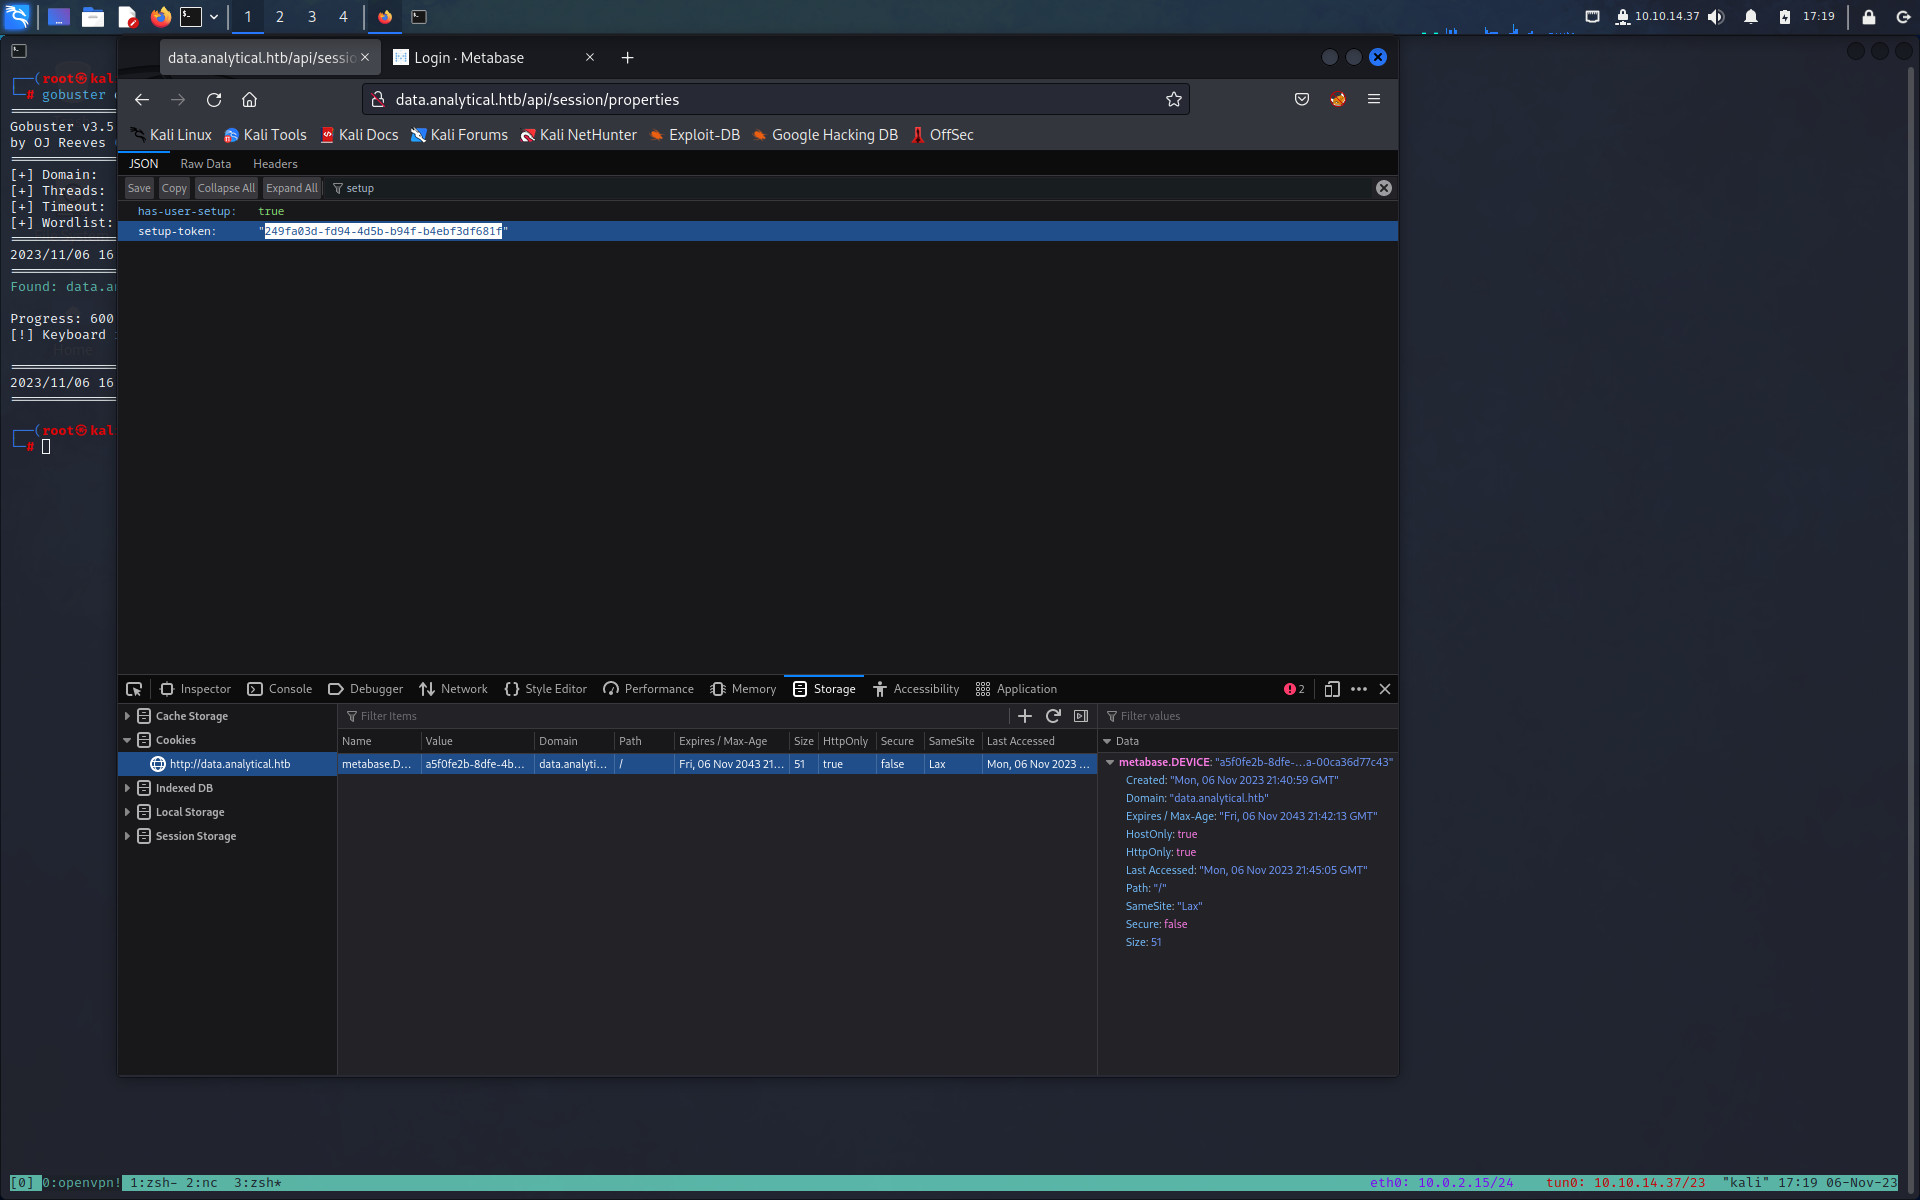 1 2 3 4
10.10.14.37 17:19
data.analytical.htb/api/sessio
Login · Metabase
data.analytical.htb/api/session/properties
Kali Linux Kali Tools Kali Docs Kali Forums Kali NetHunter Exploit-DB Google Hacking DB OffSec
JSON Raw Data Headers
Save Copy Collapse All Expand All setup
has-user-setup: true
setup-token: "249fa03d-fd94-4d5b-b94f-b4ebf3df681f"
(root㉿kal
# gobuster
Gobuster v3.5
by OJ Reeves
[+] Domain:
[+] Threads:
[+] Timeout:
[+] Wordlist:
2023/11/06 16
Found: data.an
Progress: 600
[!] Keyboard
2023/11/06 16
(root㉿kal
#
Inspector Console Debugger Network Style Editor Performance Memory Storage Accessibility Application 2
Cache Storage
Cookies
http://data.analytical.htb
Indexed DB
Local Storage
Session Storage
Filter Items
Name Value Domain Path Expires / Max-Age Size HttpOnly Secure SameSite Last Accessed
metabase.D... a5f0fe2b-8dfe-4b... data.analyti... / Fri, 06 Nov 2043 21... 51 true false Lax Mon, 06 Nov 2023 ...
Filter values
Data
metabase.DEVICE: "a5f0fe2b-8dfe-...a-00ca36d77c43"
Created: "Mon, 06 Nov 2023 21:40:59 GMT"
Domain: "data.analytical.htb"
Expires / Max-Age: "Fri, 06 Nov 2043 21:42:13 GMT"
HostOnly: true
HttpOnly: true
Last Accessed: "Mon, 06 Nov 2023 21:45:05 GMT"
Path: "/"
SameSite: "Lax"
Secure: false
Size: 51
[0] 0:openvpn! 1:zsh- 2:nc 3:zsh* eth0: 10.0.2.15/24 tun0: 10.10.14.37/23 "kali" 17:19 06-Nov-23